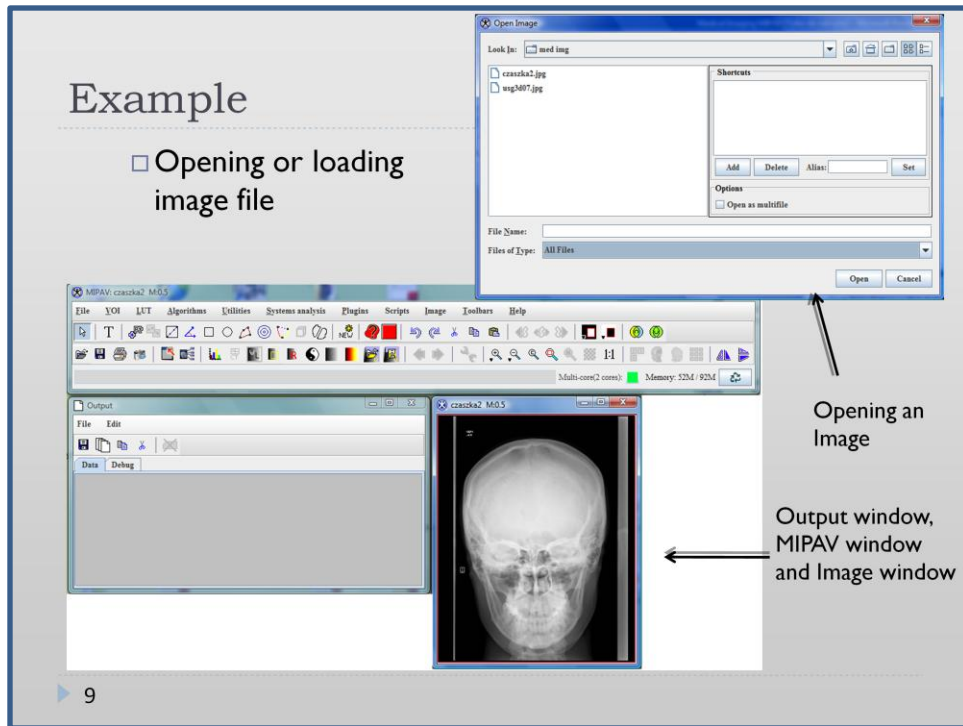 Example
Opening or loading
image file
Open Image
Look In: med img
czaszka2.jpg
usg3d07.jpg
Shortcuts
Add Delete Alias: Set
Options
Open as multifile
File Name:
Files of Type: All Files
Open Cancel
MIPAV: czaszka2 M:0.5
File VOI LUT Algorithms Utilities Systems analysis Plugins Scripts Image Toolbars Help
T NEW
1:1
Multi-core(2 cores): Memory: 52M / 92M
Output
File Edit
Data Debug
czaszka2 M:0.5
Opening an
Image
Output window,
MIPAV window
and Image window
9